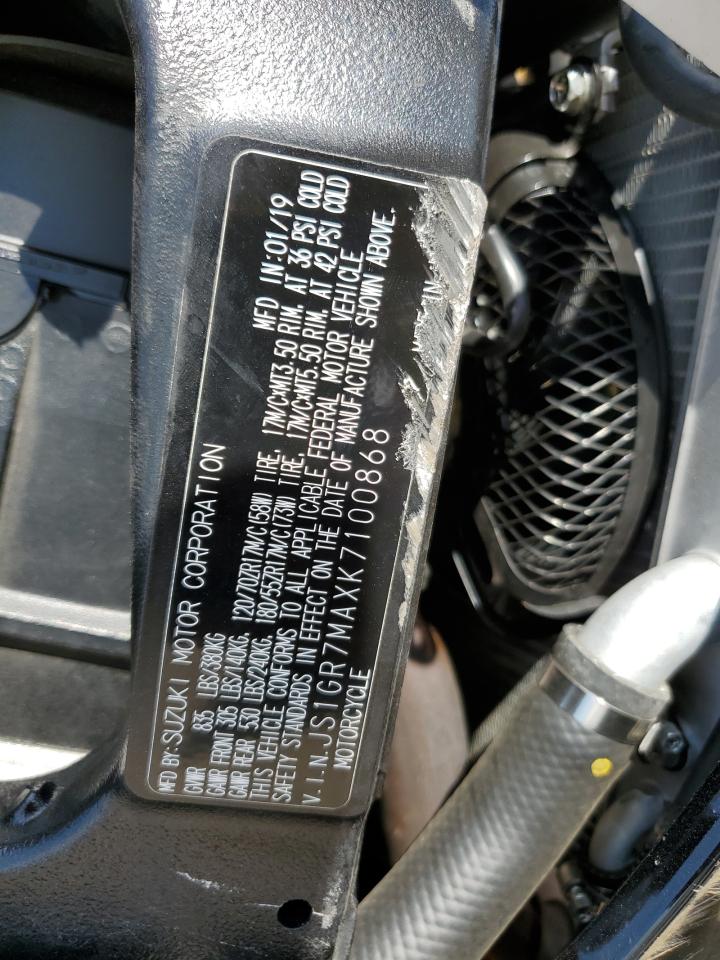 MFD BY:SUZUKI MOTOR CORPORATION MFD IN:01/19
GVWR 835 LBS/380KG
GAWR FRONT 305 LBS/140KG. 120/70ZR17M/C(58W) TIRE, 17M/C×MT3.50 RIM, AT 36 PSI COLD
GAWR REAR 530 LBS/240KG. 180/55ZR17M/C(73W) TIRE, 17M/C×MT5.50 RIM, AT 42 PSI COLD
THIS VEHICLE CONFORMS TO ALL APPLICABLE FEDERAL MOTOR VEHICLE
SAFETY STANDARDS IN EFFECT ON THE DATE OF MANUFACTURE SHOWN ABOVE.
V.I.N.JS1GR7MAXK7100868
MOTORCYCLE IN